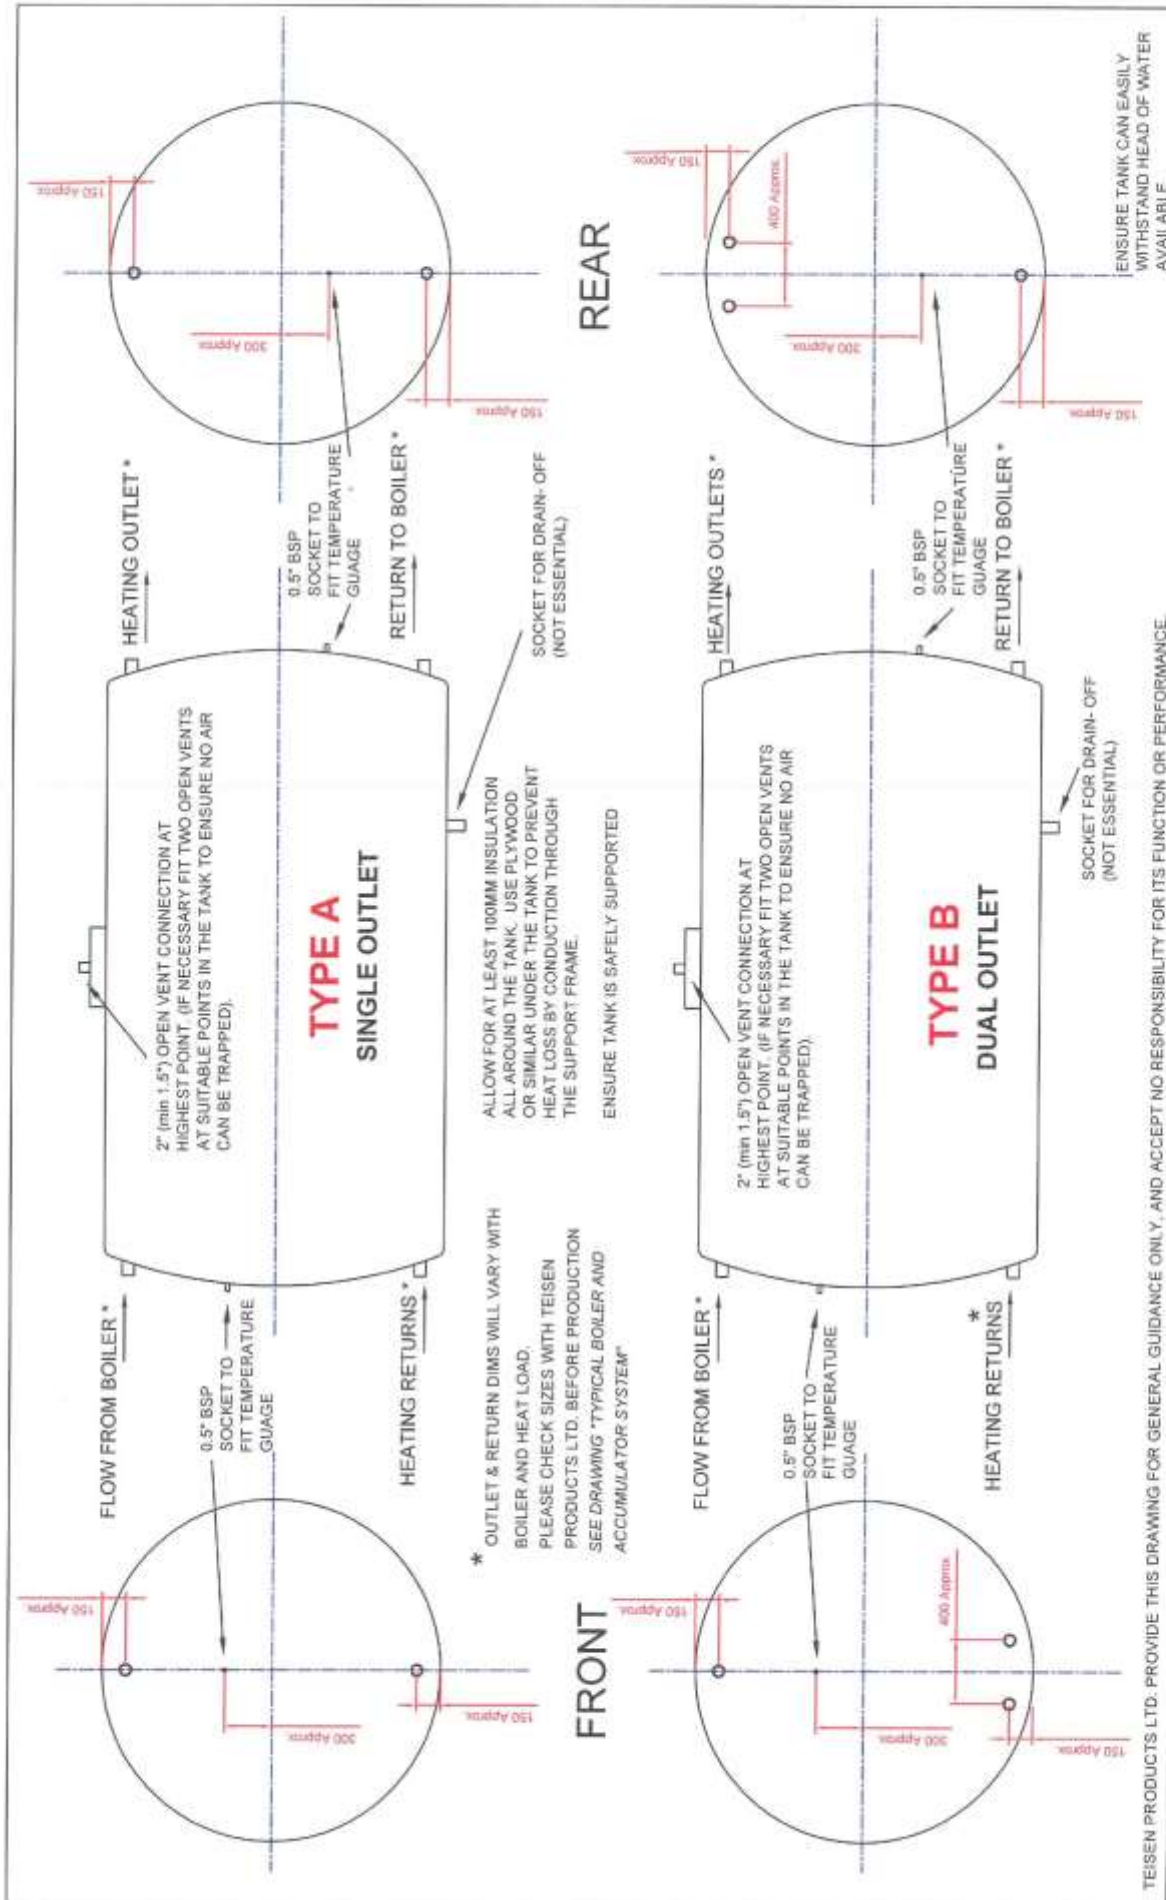 FLOW FROM BOILER *
0.5" BSP
SOCKET TO
FIT TEMPERATURE
GUAGE
HEATING RETURNS *
150 Approx.
300 Approx.
150 Approx.
2" (min 1.5") OPEN VENT CONNECTION AT
HIGHEST POINT. (IF NECESSARY FIT TWO OPEN VENTS
AT SUITABLE POINTS IN THE TANK TO ENSURE NO AIR
CAN BE TRAPPED).
TYPE A
SINGLE OUTLET
HEATING OUTLET *
0.5" BSP
SOCKET TO
FIT TEMPERATURE
GUAGE
RETURN TO BOILER *
SOCKET FOR DRAIN- OFF
(NOT ESSENTIAL)
150 Approx.
300 Approx.
150 Approx.
* OUTLET & RETURN DIMS WILL VARY WITH
BOILER AND HEAT LOAD.
PLEASE CHECK SIZES WITH TEISEN
PRODUCTS LTD. BEFORE PRODUCTION
SEE DRAWING "TYPICAL BOILER AND
ACCUMULATOR SYSTEM"
ALLOW FOR AT LEAST 100MM INSULATION
ALL AROUND THE TANK. USE PLYWOOD
OR SIMILAR UNDER THE TANK TO PREVENT
HEAT LOSS BY CONDUCTION THROUGH
THE SUPPORT FRAME.
ENSURE TANK IS SAFELY SUPPORTED
FRONT
REAR
FLOW FROM BOILER *
0.5" BSP
SOCKET TO
FIT TEMPERATURE
GUAGE
*
HEATING RETURNS
150 Approx.
400 Approx.
300 Approx.
150 Approx.
2" (min 1.5") OPEN VENT CONNECTION AT
HIGHEST POINT. (IF NECESSARY FIT TWO OPEN VENTS
AT SUITABLE POINTS IN THE TANK TO ENSURE NO AIR
CAN BE TRAPPED).
TYPE B
DUAL OUTLET
HEATING OUTLETS *
0.5" BSP
SOCKET TO
FIT TEMPERATURE
GUAGE
RETURN TO BOILER *
SOCKET FOR DRAIN- OFF
(NOT ESSENTIAL)
150 Approx.
400 Approx.
300 Approx.
150 Approx.
ENSURE TANK CAN EASILY
WITHSTAND HEAD OF WATER
AVAILABLE
TEISEN PRODUCTS LTD. PROVIDE THIS DRAWING FOR GENERAL GUIDANCE ONLY, AND ACCEPT NO RESPONSIBILITY FOR ITS FUNCTION OR PERFORMANCE.